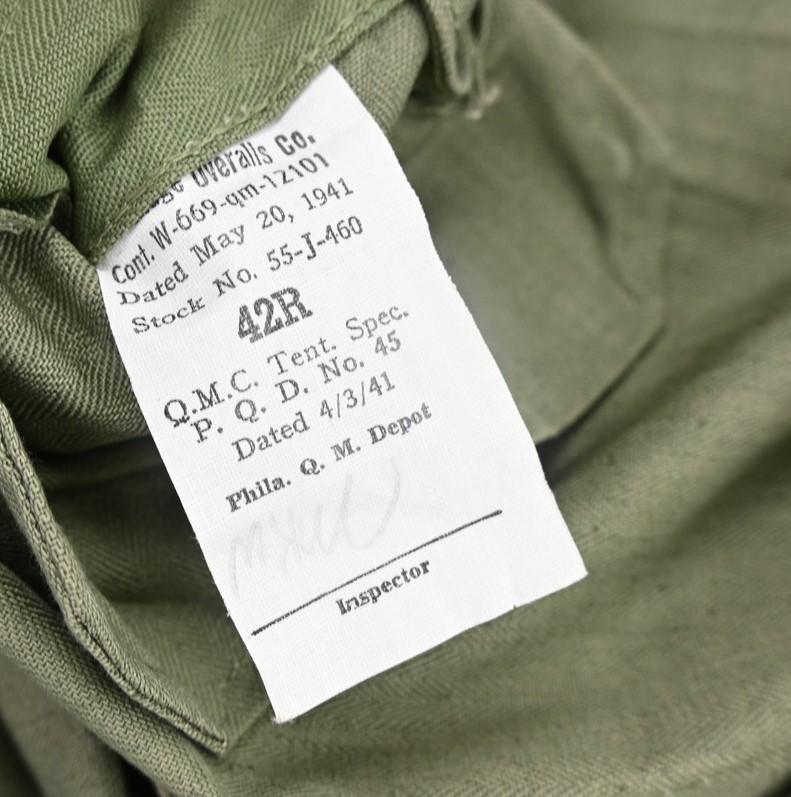 Overalls Co.
Cont. W-669-qm-12101
Dated May 20, 1941
Stock No. 55-J-460
42R
Q.M.C. Tent. Spec.
P. Q. D. No. 45
Dated 4/3/41
Phila. Q. M. Depot
Inspector